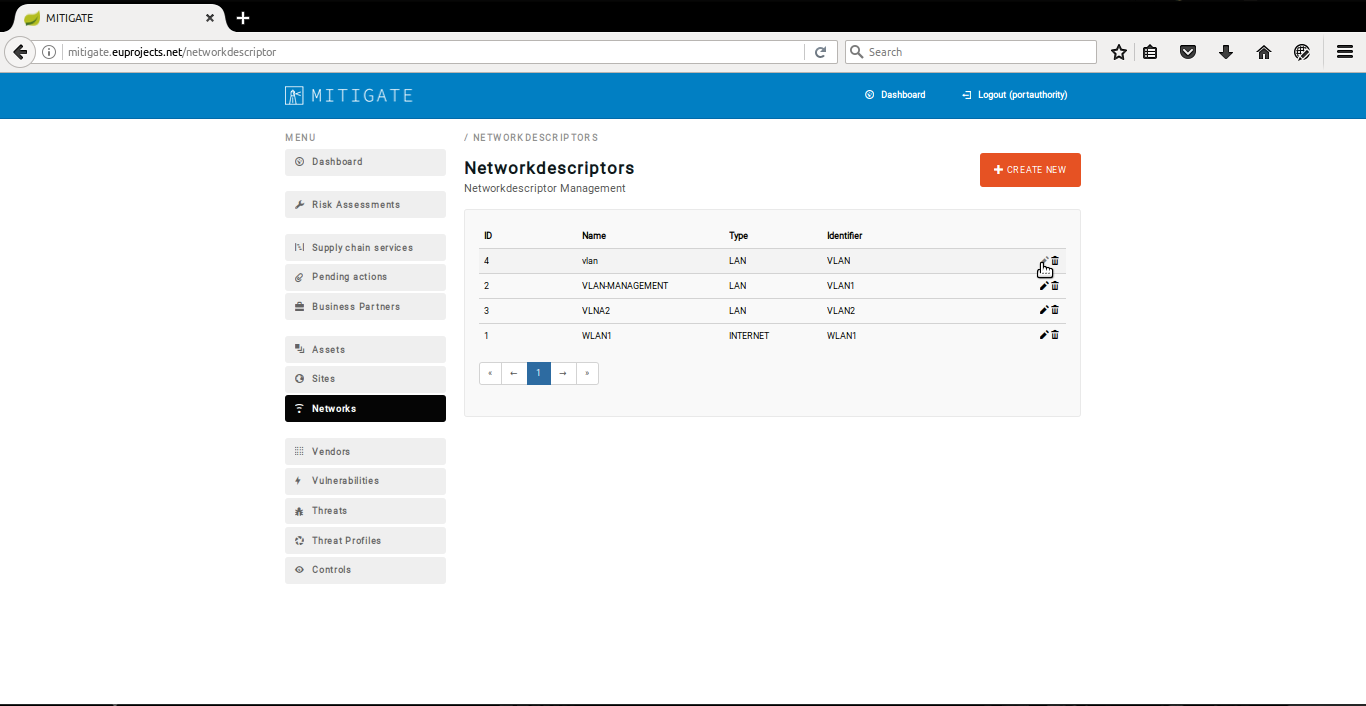 MITIGATE
mitigate.euprojects.net/networkdescriptor
Search
MITIGATE
Dashboard
Logout (portauthority)
MENU
Dashboard
Risk Assessments
Supply chain services
Pending actions
Business Partners
Assets
Sites
Networks
Vendors
Vulnerabilities
Threats
Threat Profiles
Controls
/ NETWORKDESCRIPTORS
Networkdescriptors
Networkdescriptor Management
CREATE NEW
ID Name Type Identifier
4 vlan LAN VLAN
2 VLAN-MANAGEMENT LAN VLAN1
3 VLNA2 LAN VLAN2
1 WLAN1 INTERNET WLAN1
« ← 1 → »